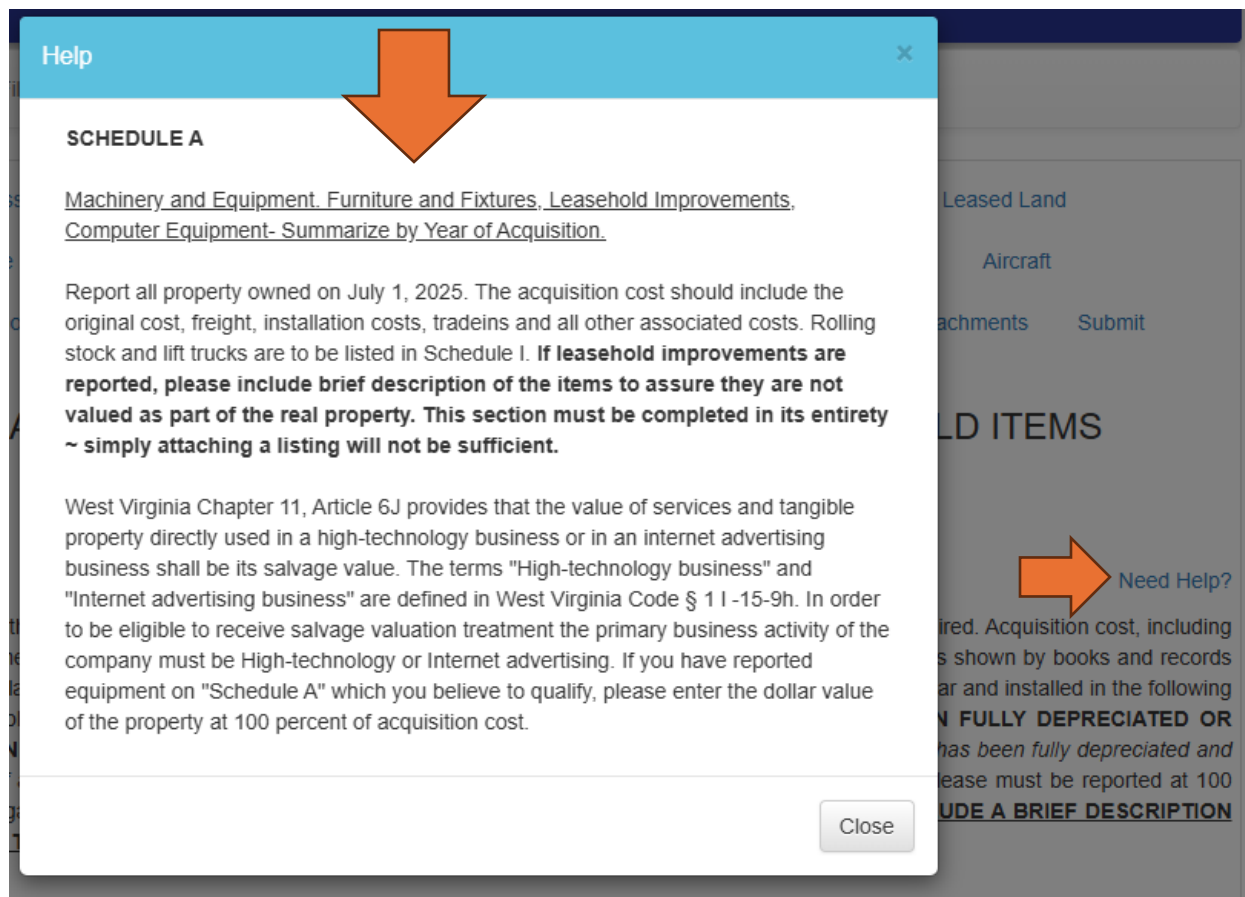 Help ×
SCHEDULE A
Machinery and Equipment. Furniture and Fixtures, Leasehold Improvements,
Computer Equipment- Summarize by Year of Acquisition.
Report all property owned on July 1, 2025. The acquisition cost should include the
original cost, freight, installation costs, tradeins and all other associated costs. Rolling
stock and lift trucks are to be listed in Schedule I. If leasehold improvements are
reported, please include brief description of the items to assure they are not
valued as part of the real property. This section must be completed in its entirety
~ simply attaching a listing will not be sufficient.
West Virginia Chapter 11, Article 6J provides that the value of services and tangible
property directly used in a high-technology business or in an internet advertising
business shall be its salvage value. The terms "High-technology business" and
"Internet advertising business" are defined in West Virginia Code § 1 I -15-9h. In order
to be eligible to receive salvage valuation treatment the primary business activity of the
company must be High-technology or Internet advertising. If you have reported
equipment on "Schedule A" which you believe to qualify, please enter the dollar value
of the property at 100 percent of acquisition cost.
Close
Leased Land
Aircraft
achments Submit
LD ITEMS
Need Help?
ired. Acquisition cost, including
s shown by books and records
ar and installed in the following
N FULLY DEPRECIATED OR
has been fully depreciated and
lease must be reported at 100
UDE A BRIEF DESCRIPTION